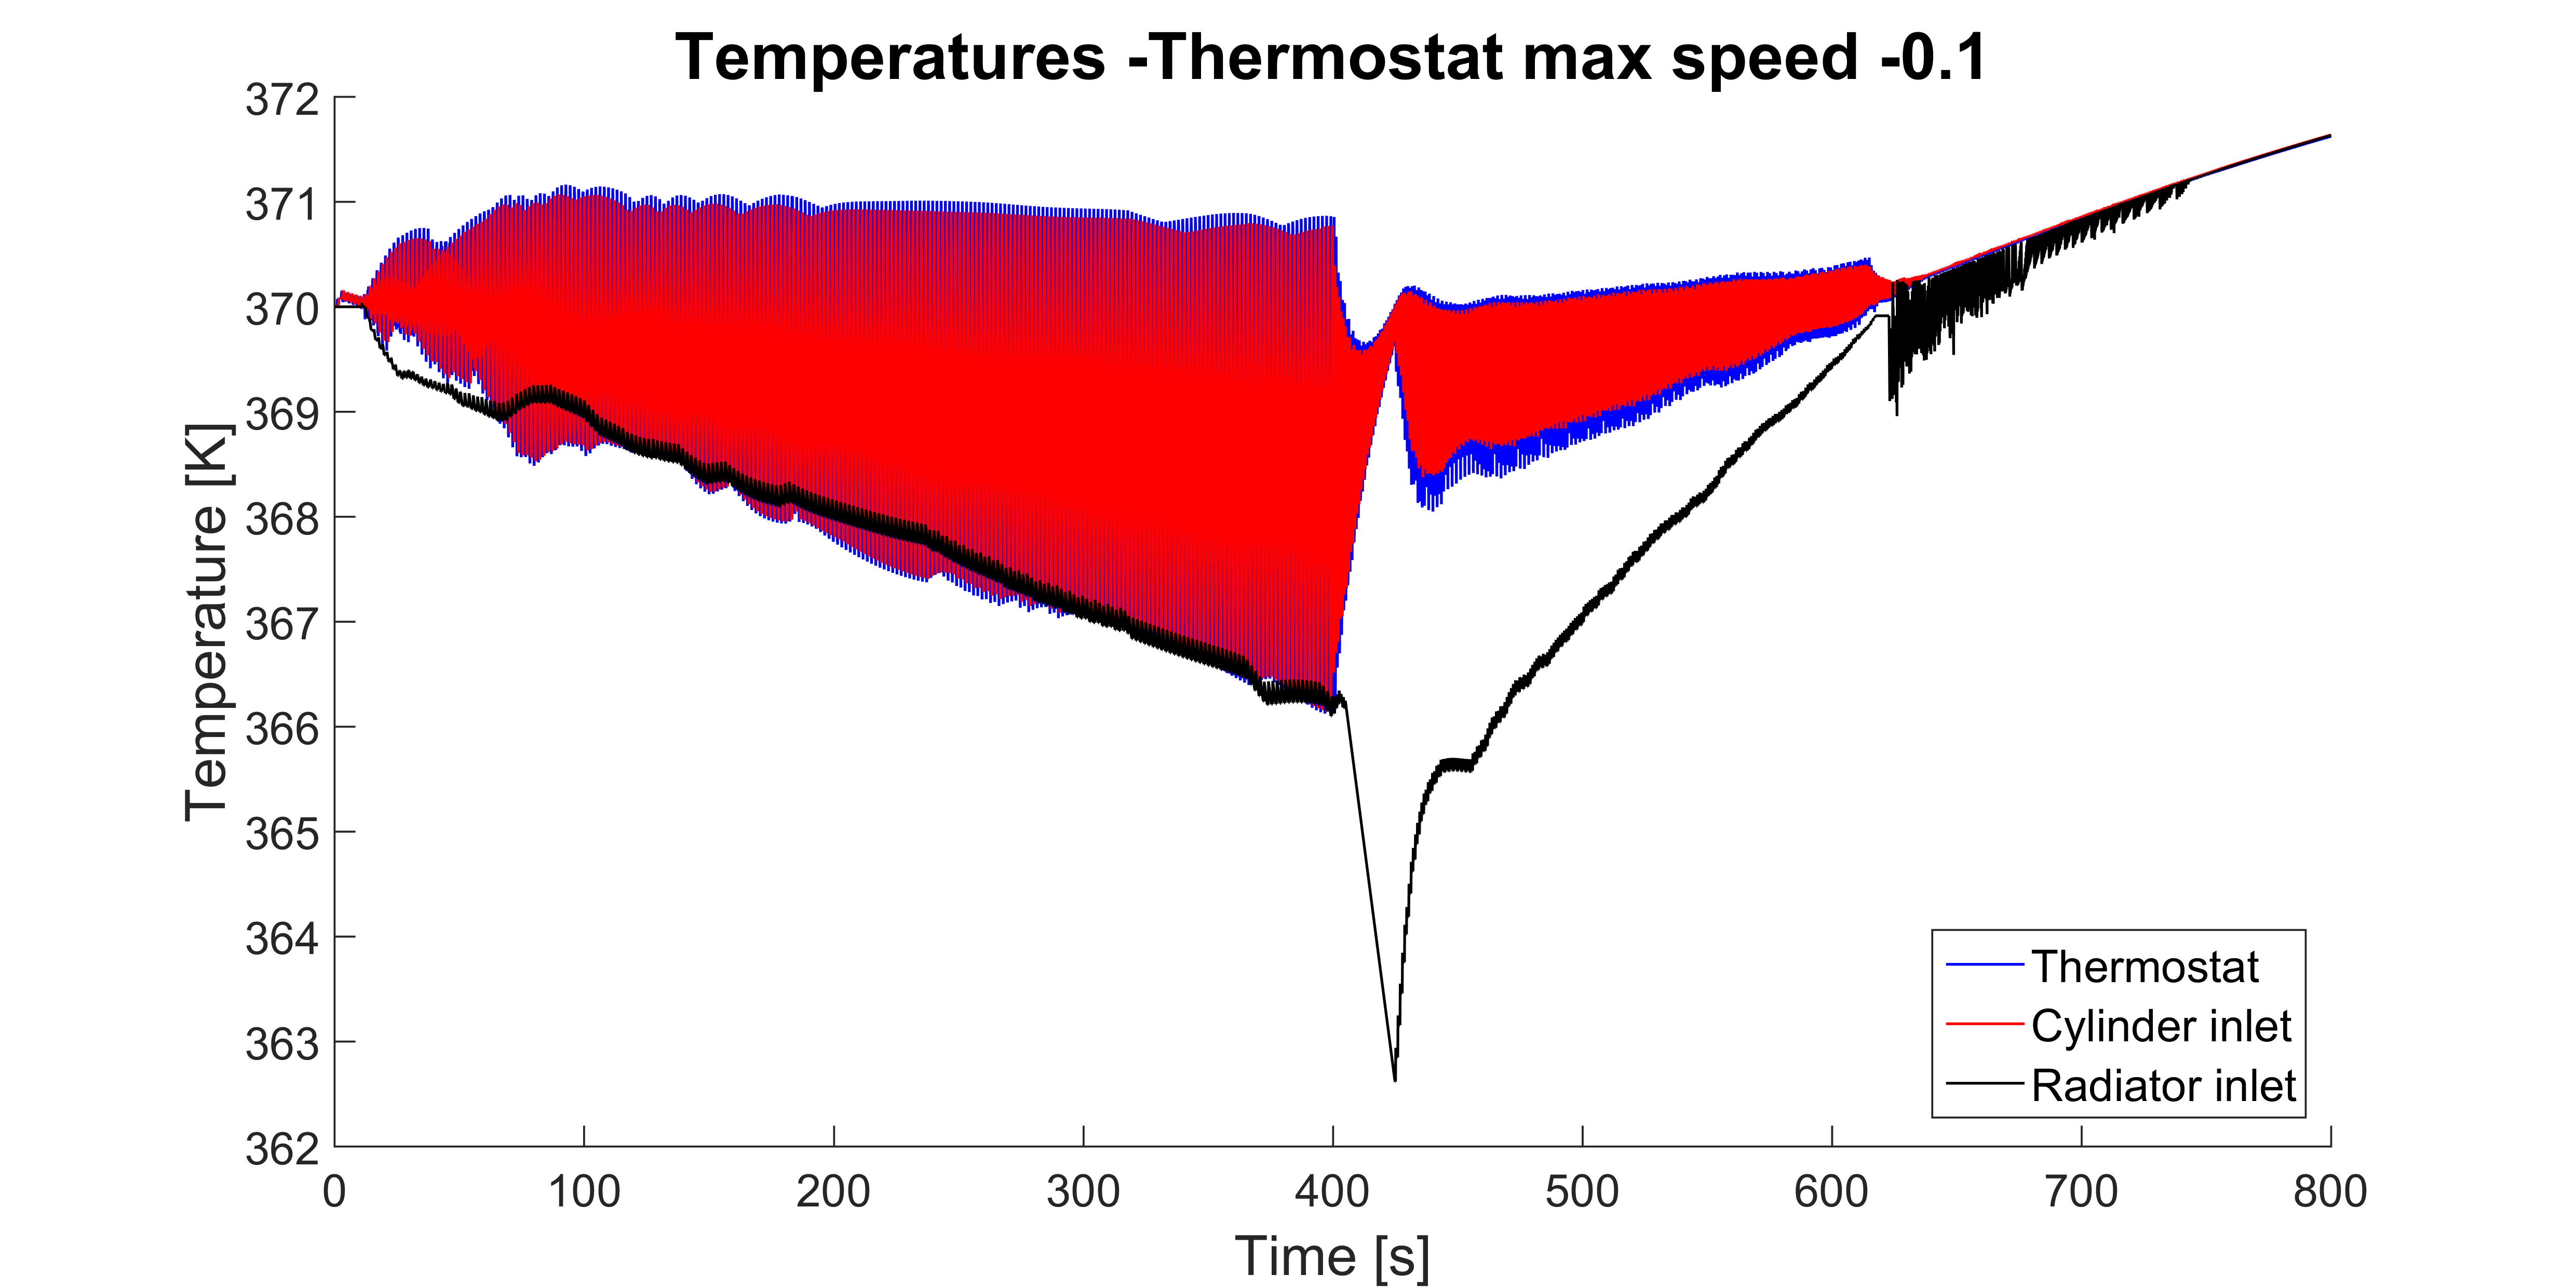 Temperatures -Thermostat max speed -0.1
372
371
370
369
368
367
366
365
364
363
362
Temperature [K]
0 100 200 300 400 500 600 700 800
Time [s]
Thermostat
Cylinder inlet
Radiator inlet